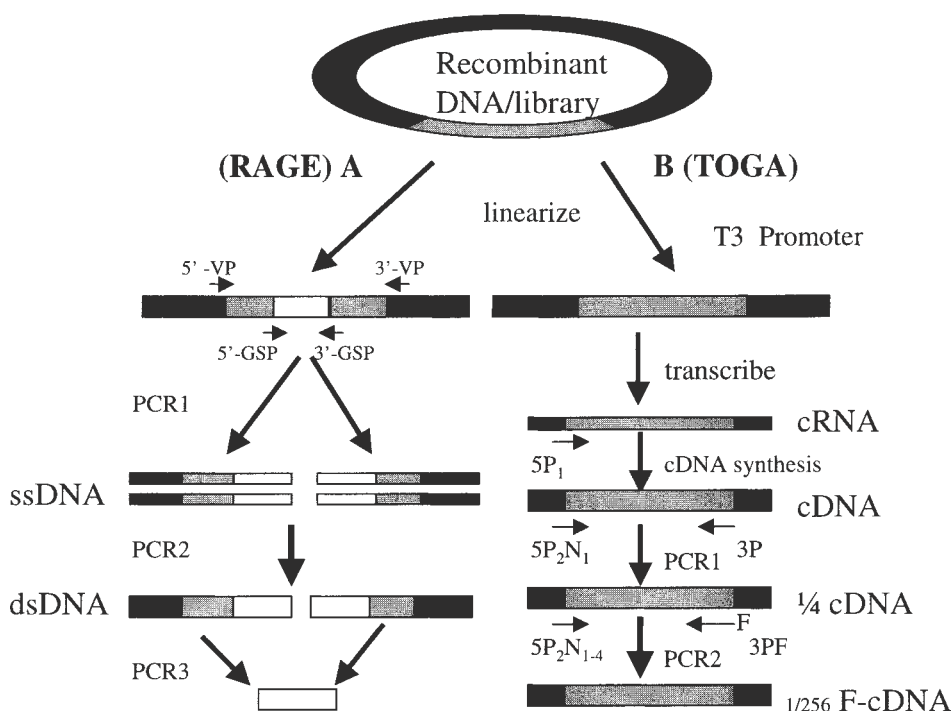 Recombinant
DNA/library
(RAGE) A
B (TOGA)
linearize
T3 Promoter
5’ -VP
3’-VP
5’-GSP
3’-GSP
transcribe
PCR1
cRNA
5P1
cDNA synthesis
ssDNA
cDNA
5P2N1
3P
PCR2
PCR1
dsDNA
¼ cDNA
F
5P2N1-4
3PF
PCR3
PCR2
1/256 F-cDNA